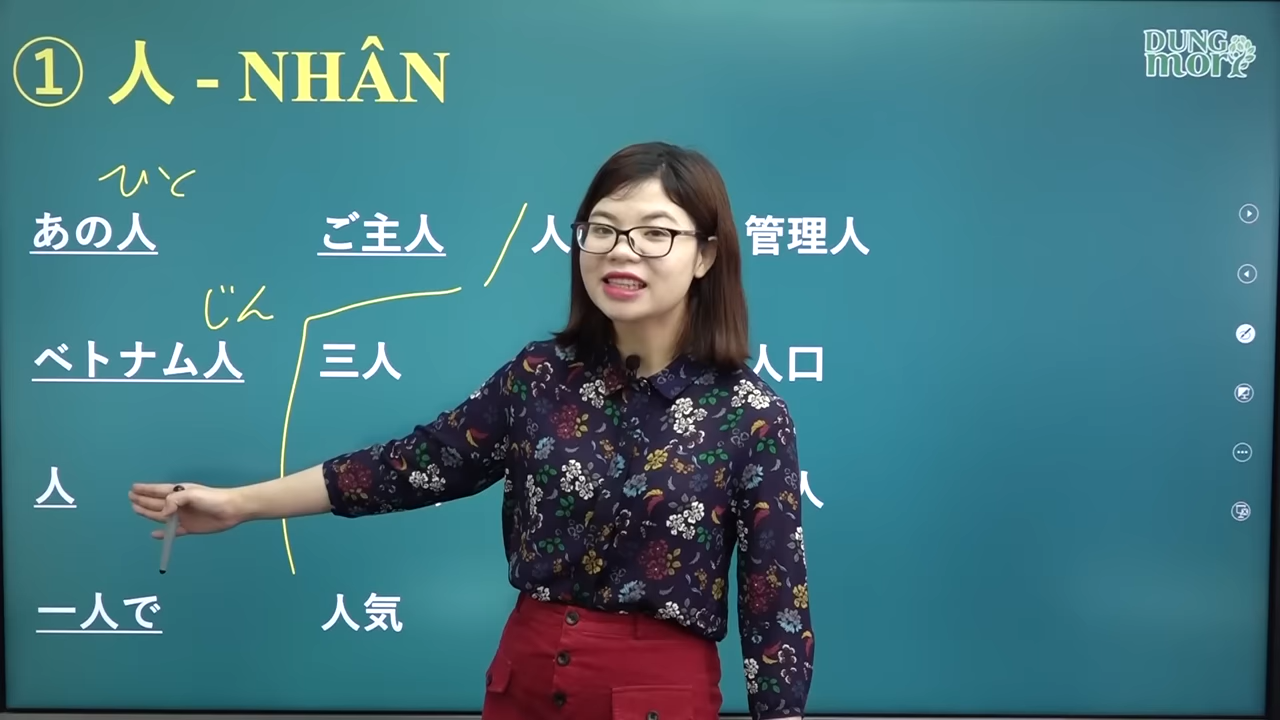 ① 人 - NHÂN
DUNG
mori
ひと
あの人 ご主人 人 管理人
じん
ベトナム人 三人 人口
人 人
一人で 人気